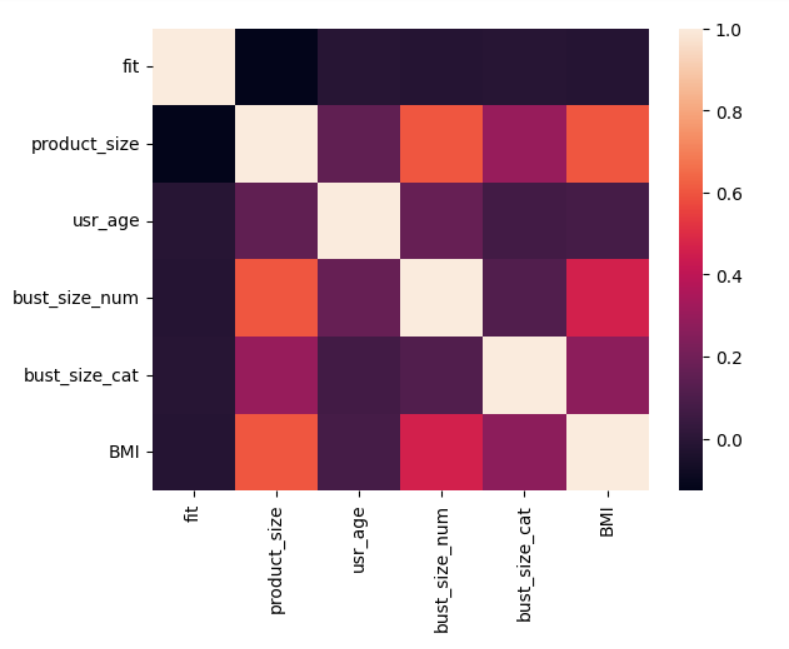 fit
product_size
usr_age
bust_size_num
bust_size_cat
BMI
fit
product_size
usr_age
bust_size_num
bust_size_cat
BMI
1.0
0.8
0.6
0.4
0.2
0.0